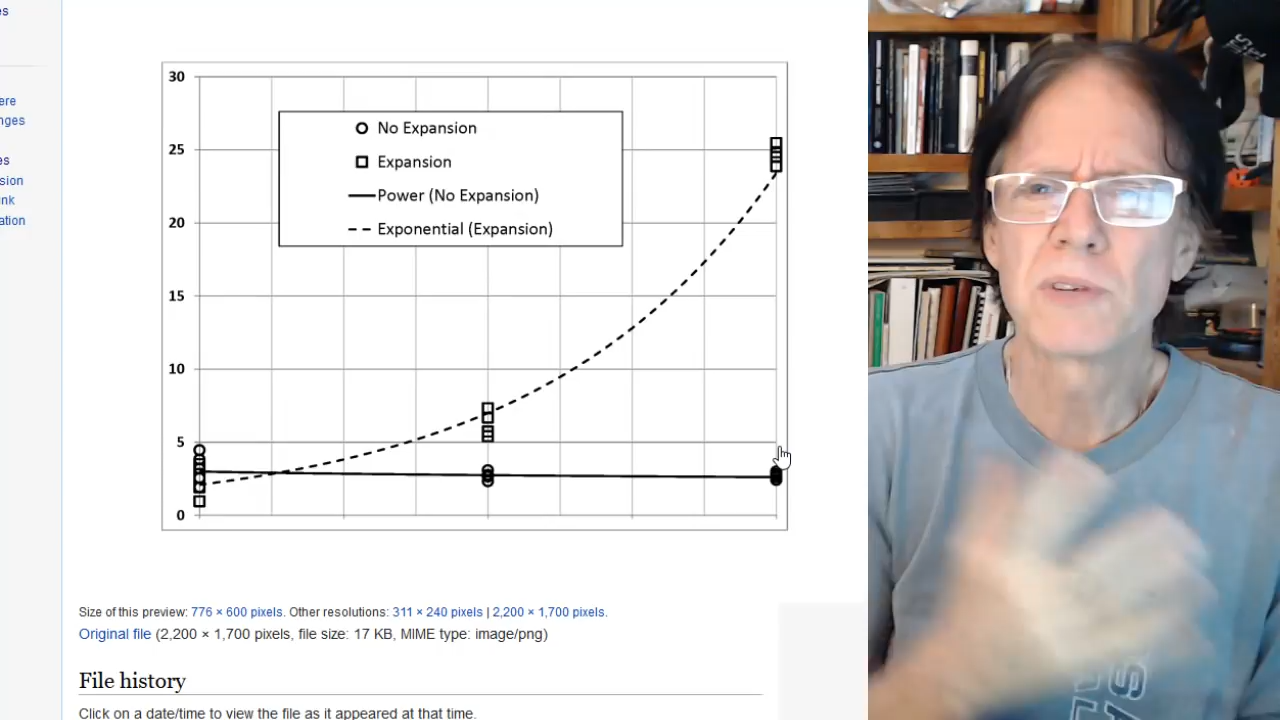 es
ere
nges
es
sion
nk
ation
30
25
20
15
10
5
0
No Expansion
Expansion
Power (No Expansion)
Exponential (Expansion)
Size of this preview: 776 × 600 pixels. Other resolutions: 311 × 240 pixels | 2,200 × 1,700 pixels.
Original file (2,200 × 1,700 pixels, file size: 17 KB, MIME type: image/png)
File history
Click on a date/time to view the file as it appeared at that time.